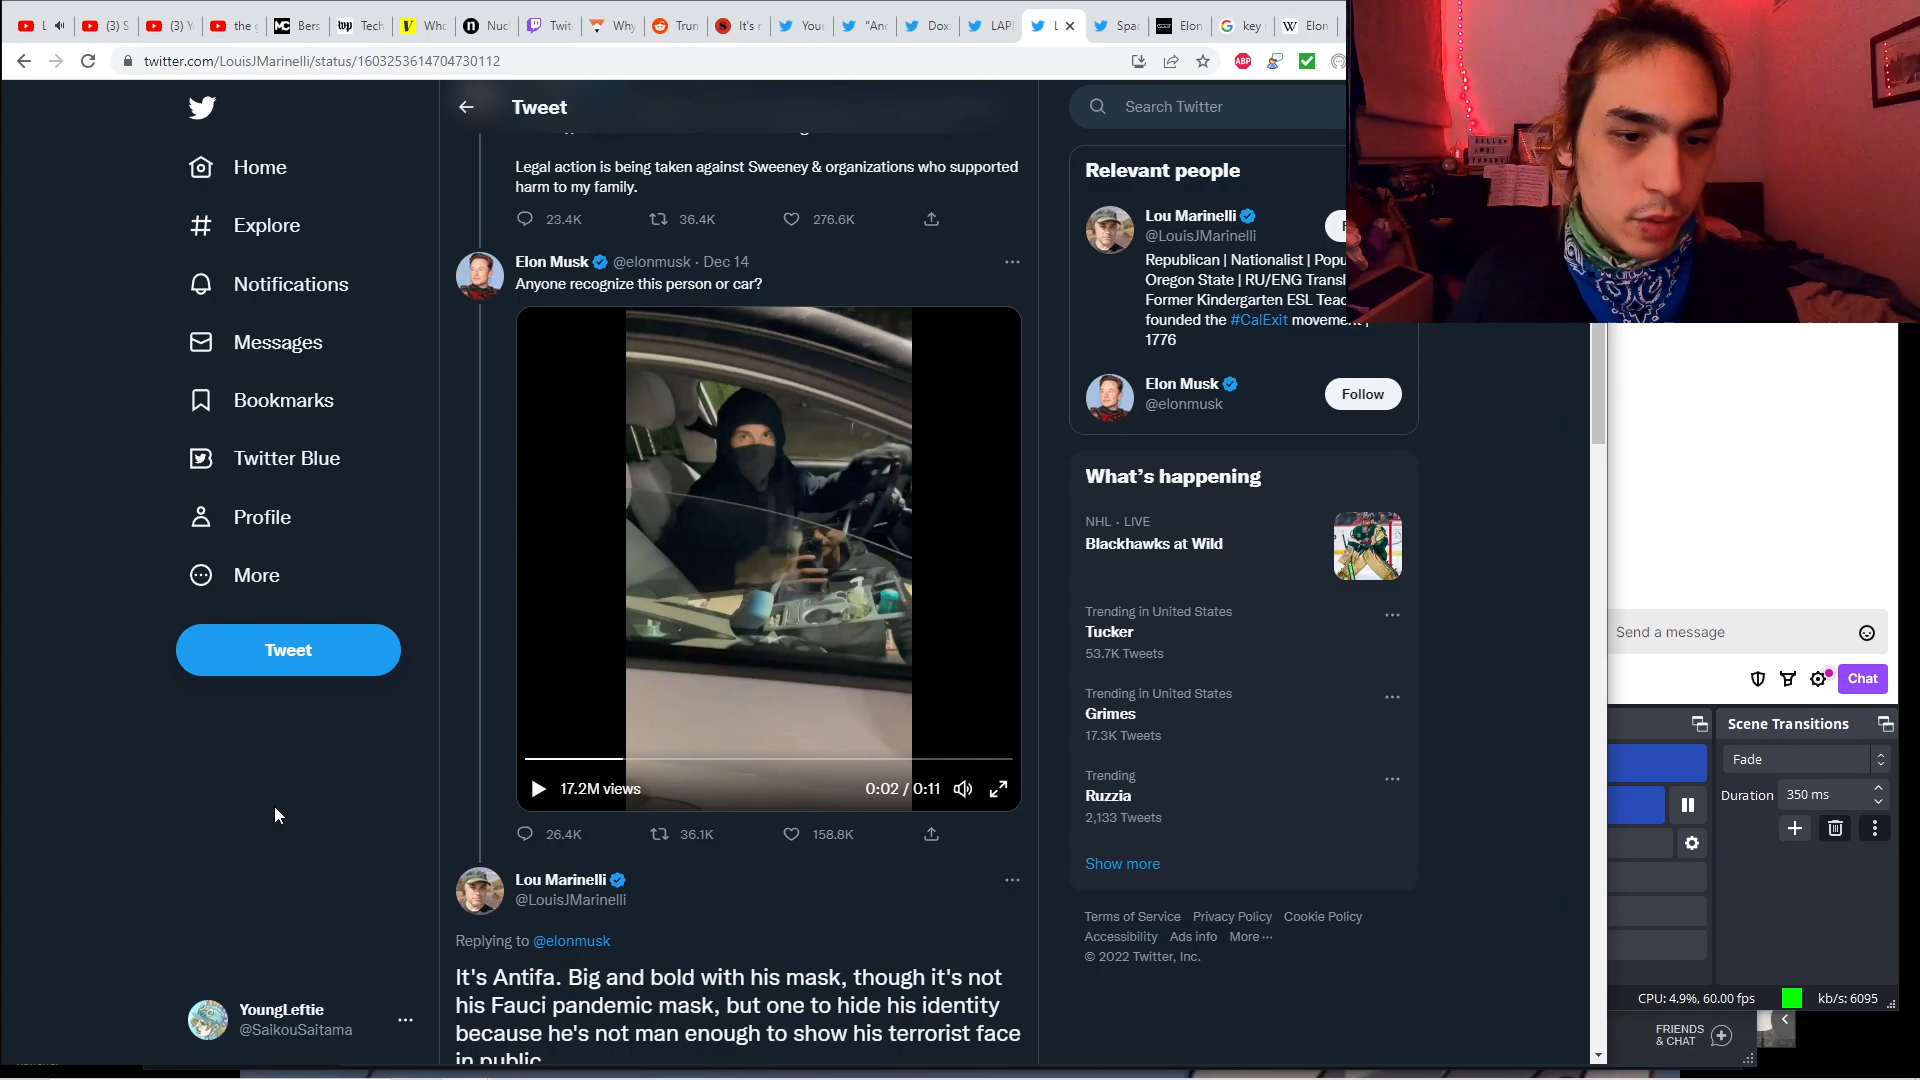 L
(3) S
(3) Y
the g
Bers
Tech
Who
Nucl
Twit
Why
Trun
It's r
You
"And
Dox
LAPI
L
Spac
Elon
key
Elon
twitter.com/LouisJMarinelli/status/1603253614704730112
ABP
Home
Explore
Notifications
Messages
Bookmarks
Twitter Blue
Profile
More
Tweet
YoungLeftie
@SaikouSaitama
Tweet
Legal action is being taken against Sweeney & organizations who supported
harm to my family.
23.4K 36.4K 276.6K
Elon Musk @elonmusk · Dec 14
Anyone recognize this person or car?
17.2M views 0:02 / 0:11
26.4K 36.1K 158.8K
Lou Marinelli
@LouisJMarinelli
Replying to @elonmusk
It's Antifa. Big and bold with his mask, though it's not
his Fauci pandemic mask, but one to hide his identity
because he's not man enough to show his terrorist face
in public.
Search Twitter
Relevant people
Lou Marinelli
@LouisJMarinelli
Republican | Nationalist | Popu
Oregon State | RU/ENG Transl
Former Kindergarten ESL Teac
founded the #CalExit movement |
1776
Elon Musk
@elonmusk
Follow
What's happening
NHL · LIVE
Blackhawks at Wild
Trending in United States
Tucker
53.7K Tweets
Trending in United States
Grimes
17.3K Tweets
Trending
Ruzzia
2,133 Tweets
Show more
Terms of Service Privacy Policy Cookie Policy
Accessibility Ads info More ···
© 2022 Twitter, Inc.
Send a message
Chat
Scene Transitions
Fade
Duration 350 ms
CPU: 4.9%, 60.00 fps kb/s: 6095
FRIENDS
& CHAT